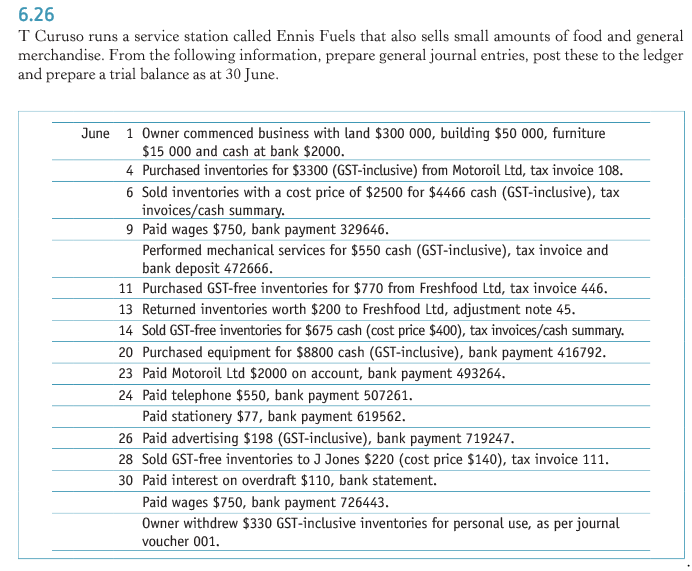 6.26
T Curuso runs a service station called Ennis Fuels that also sells small amounts of food and general
merchandise. From the following information, prepare general journal entries, post these to the ledger
and prepare a trial balance as at 30 June.
June 1 Owner commenced business with land $300 000, building $50 000, furniture
$15 000 and cash at bank $2000.
4 Purchased inventories for $3300 (GST-inclusive) from Motoroil Ltd, tax invoice 108.
6 Sold inventories with a cost price of $2500 for $4466 cash (GST-inclusive), tax
invoices/cash summary.
9 Paid wages $750, bank payment 329646.
Performed mechanical services for $550 cash (GST-inclusive), tax invoice and
bank deposit 472666.
11 Purchased GST-free inventories for $770 from Freshfood Ltd, tax invoice 446.
13 Returned inventories worth $200 to Freshfood Ltd, adjustment note 45.
14 Sold GST-free inventories for $675 cash (cost price $400), tax invoices/cash summary.
20 Purchased equipment for $8800 cash (GST-inclusive), bank payment 416792.
23 Paid Motoroil Ltd $2000 on account, bank payment 493264.
24 Paid telephone $550, bank payment 507261.
Paid stationery $77, bank payment 619562.
26 Paid advertising $198 (GST-inclusive), bank payment 719247.
28 Sold GST-free inventories to J Jones $220 (cost price $140), tax invoice 111.
30 Paid interest on overdraft $110, bank statement.
Paid wages $750, bank payment 726443.
Owner withdrew $330 GST-inclusive inventories for personal use, as per journal
voucher 001.